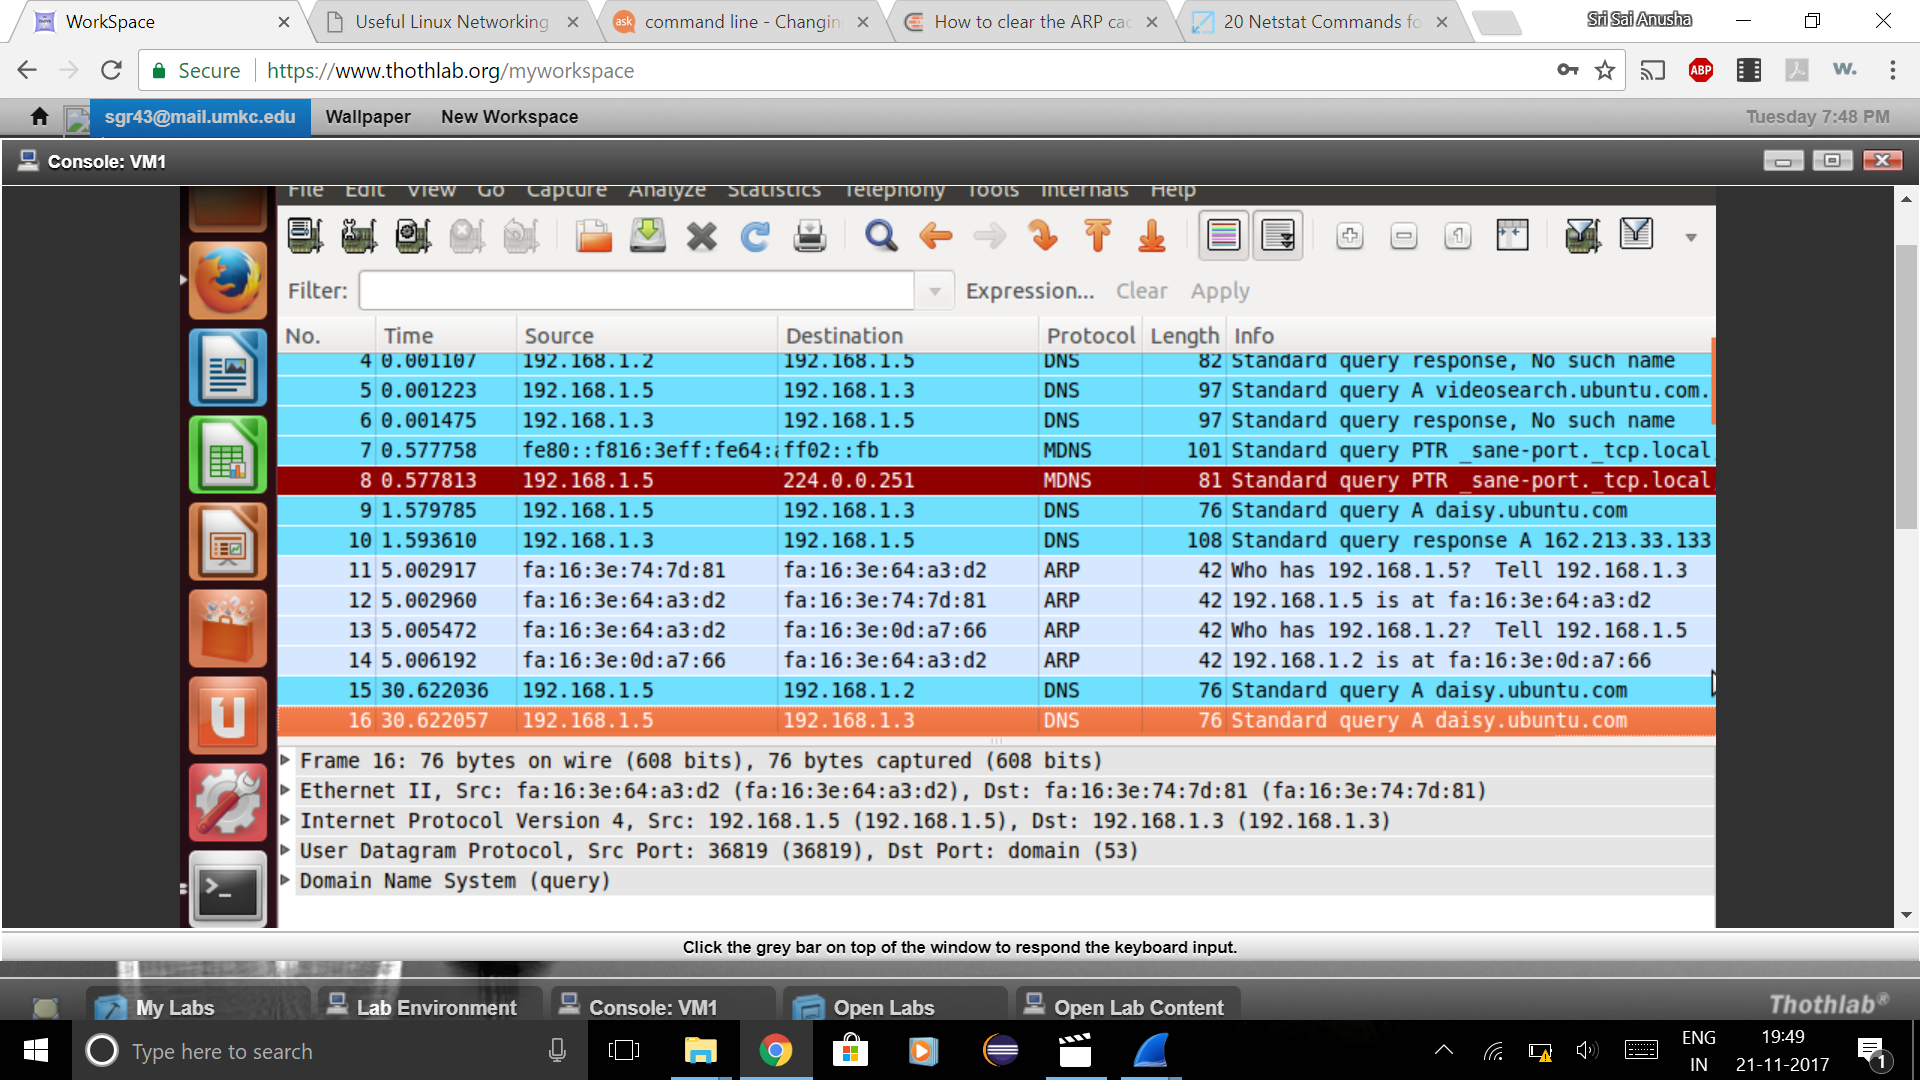 WorkSpace
Useful Linux Networking
command line - Changin
How to clear the ARP cac
20 Netstat Commands fo
Sri Sai Anusha
Secure https://www.thothlab.org/myworkspace
ABP
W.
sgr43@mail.umkc.edu Wallpaper New Workspace Tuesday 7:48 PM
Console: VM1
File Edit View Go Capture Analyze Statistics Telephony Tools Internals Help
Filter: Expression... Clear Apply
No. Time Source Destination Protocol Length Info
4 0.001107 192.168.1.2 192.168.1.5 DNS 82 Standard query response, No such name
5 0.001223 192.168.1.5 192.168.1.3 DNS 97 Standard query A videosearch.ubuntu.com.
6 0.001475 192.168.1.3 192.168.1.5 DNS 97 Standard query response, No such name
7 0.577758 fe80::f816:3eff:fe64: ff02::fb MDNS 101 Standard query PTR _sane-port._tcp.local
8 0.577813 192.168.1.5 224.0.0.251 MDNS 81 Standard query PTR _sane-port._tcp.local
9 1.579785 192.168.1.5 192.168.1.3 DNS 76 Standard query A daisy.ubuntu.com
10 1.593610 192.168.1.3 192.168.1.5 DNS 108 Standard query response A 162.213.33.133
11 5.002917 fa:16:3e:74:7d:81 fa:16:3e:64:a3:d2 ARP 42 Who has 192.168.1.5? Tell 192.168.1.3
12 5.002960 fa:16:3e:64:a3:d2 fa:16:3e:74:7d:81 ARP 42 192.168.1.5 is at fa:16:3e:64:a3:d2
13 5.005472 fa:16:3e:64:a3:d2 fa:16:3e:0d:a7:66 ARP 42 Who has 192.168.1.2? Tell 192.168.1.5
14 5.006192 fa:16:3e:0d:a7:66 fa:16:3e:64:a3:d2 ARP 42 192.168.1.2 is at fa:16:3e:0d:a7:66
15 30.622036 192.168.1.5 192.168.1.2 DNS 76 Standard query A daisy.ubuntu.com
16 30.622057 192.168.1.5 192.168.1.3 DNS 76 Standard query A daisy.ubuntu.com
Frame 16: 76 bytes on wire (608 bits), 76 bytes captured (608 bits)
Ethernet II, Src: fa:16:3e:64:a3:d2 (fa:16:3e:64:a3:d2), Dst: fa:16:3e:74:7d:81 (fa:16:3e:74:7d:81)
Internet Protocol Version 4, Src: 192.168.1.5 (192.168.1.5), Dst: 192.168.1.3 (192.168.1.3)
User Datagram Protocol, Src Port: 36819 (36819), Dst Port: domain (53)
Domain Name System (query)
Click the grey bar on top of the window to respond the keyboard input.
My Labs Lab Environment Console: VM1 Open Labs Open Lab Content Thothlab®
Type here to search
ENG
IN
19:49
21-11-2017
1